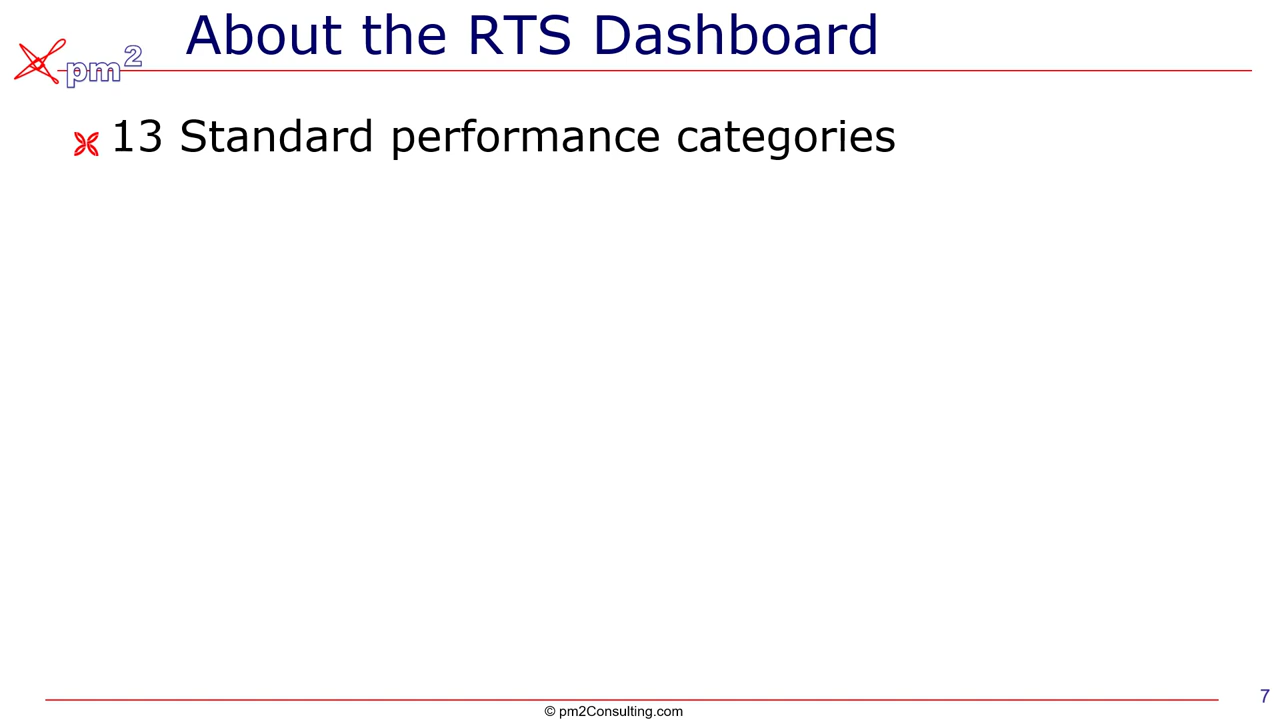 About the RTS Dashboard
pm2
13 Standard performance categories
7
© pm2Consulting.com